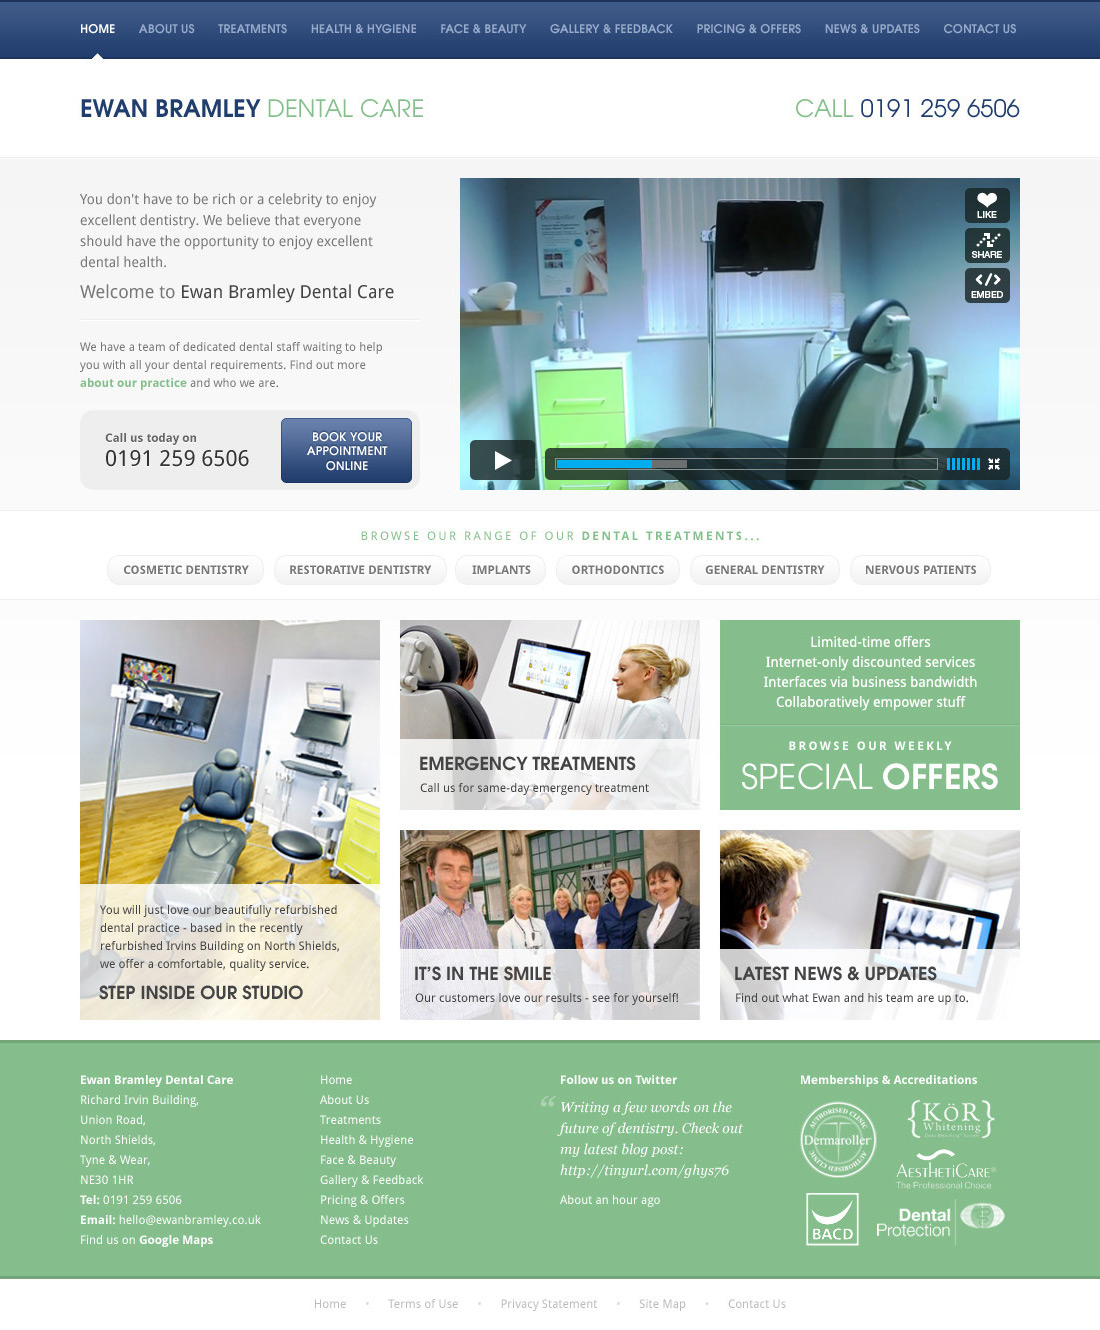 HOME ABOUT US TREATMENTS HEALTH & HYGIENE FACE & BEAUTY GALLERY & FEEDBACK PRICING & OFFERS NEWS & UPDATES CONTACT US
EWAN BRAMLEY DENTAL CARE
CALL 0191 259 6506
You don't have to be rich or a celebrity to enjoy
excellent dentistry. We believe that everyone
should have the opportunity to enjoy excellent
dental health.
Welcome to Ewan Bramley Dental Care
We have a team of dedicated dental staff waiting to help
you with all your dental requirements. Find out more
about our practice and who we are.
Call us today on
0191 259 6506
BOOK YOUR
APPOINTMENT
ONLINE
Dermaroller
LIKE
SHARE
EMBED
BROWSE OUR RANGE OF OUR DENTAL TREATMENTS...
COSMETIC DENTISTRY RESTORATIVE DENTISTRY IMPLANTS ORTHODONTICS GENERAL DENTISTRY NERVOUS PATIENTS
You will just love our beautifully refurbished
dental practice - based in the recently
refurbished Irvins Building on North Shields,
we offer a comfortable, quality service.
STEP INSIDE OUR STUDIO
EMERGENCY TREATMENTS
Call us for same-day emergency treatment
Limited-time offers
Internet-only discounted services
Interfaces via business bandwidth
Collaboratively empower stuff
BROWSE OUR WEEKLY
SPECIAL OFFERS
IT'S IN THE SMILE
Our customers love our results - see for yourself!
LATEST NEWS & UPDATES
Find out what Ewan and his team are up to.
Ewan Bramley Dental Care
Richard Irvin Building,
Union Road,
North Shields,
Tyne & Wear,
NE30 1HR
Tel: 0191 259 6506
Email: hello@ewanbramley.co.uk
Find us on Google Maps
Home
About Us
Treatments
Health & Hygiene
Face & Beauty
Gallery & Feedback
Pricing & Offers
News & Updates
Contact Us
Follow us on Twitter
“ Writing a few words on the
future of dentistry. Check out
my latest blog post:
http://tinyurl.com/ghys76
About an hour ago
Memberships & Accreditations
AUTHORISED CLINIC
Dermaroller
AUTHORISED CLINIC
{KöR}
Whitening
AESTHETICARE®
The Professional Choice
BACD
Dental
Protection
Home • Terms of Use • Privacy Statement • Site Map • Contact Us